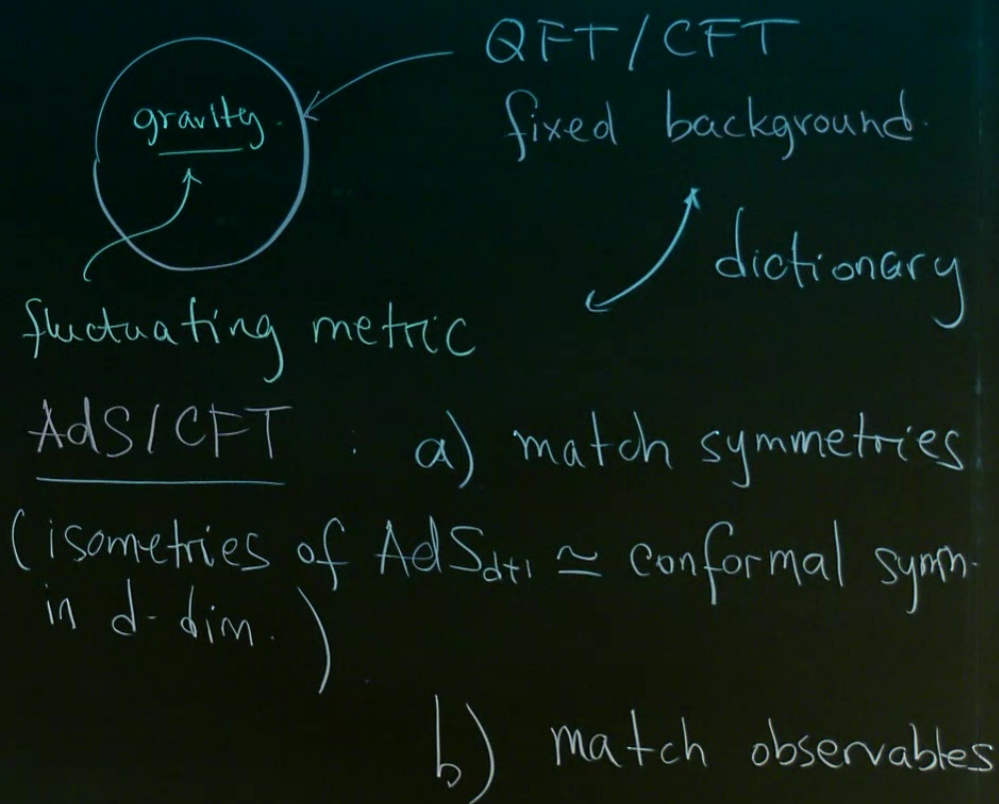 QFT/CFT
gravity.
fixed background.
dictionary
fluctuating metric
AdS/CFT : a) match symmetries
(isometries of AdS_{d+1} ≃ conformal symm.
in d-dim.)
b) match observables